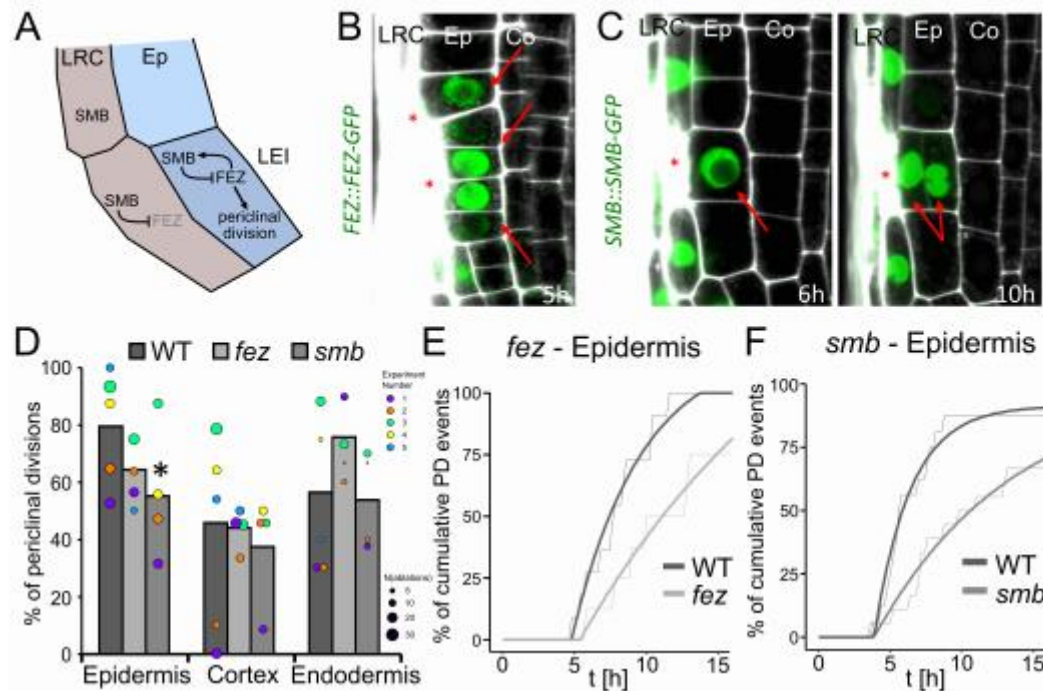 A
LRC
Ep
SMB
LEI
SMB
FEZ
SMB
FEZ
periclinal
division
B
LRC
Ep
Co
FEZ::FEZ-GFP
*
*
5h
C
LRC
Ep
Co
SMB::SMB-GFP
*
6h
LRC
Ep
Co
*
10h
D
WT
fez
smb
% of periclinal divisions
100
80
60
40
20
0
*
Experiment
Number
1
2
3
4
5
N(ablations)
5
10
20
30
Epidermis
Cortex
Endodermis
E
fez - Epidermis
% of cumulative PD events
100
75
50
25
0
WT
fez
0
5
10
15
t [h]
F
smb - Epidermis
% of cumulative PD events
100
75
50
25
0
WT
smb
0
5
10
15
t [h]